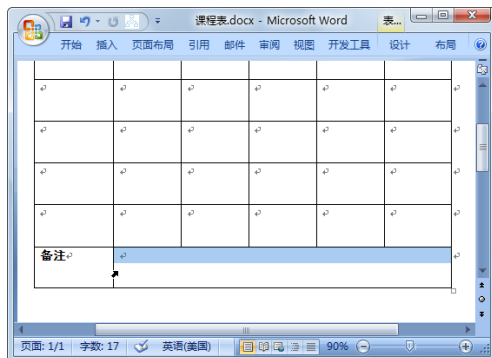 课程表.docx - Microsoft Word
表...
开始 插入 页面布局 引用 邮件 审阅 视图 开发工具 设计 布局
备注
页面: 1/1 字数: 17 英语(美国) 90%